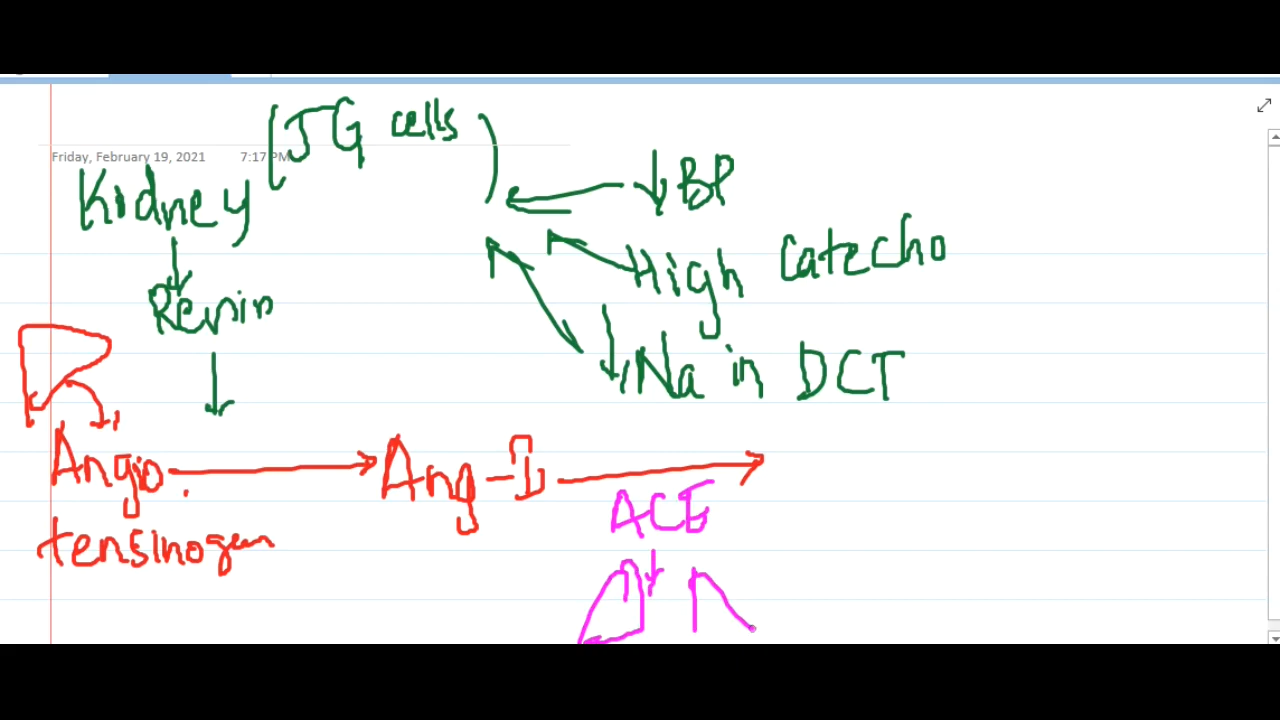 (JG cells)
Friday, February 19, 2021 7:17 PM
Kidney
↓BP
High Catecho
Renin
↓Na in DCT
Angio
Ang-I
ACE
tensinogen